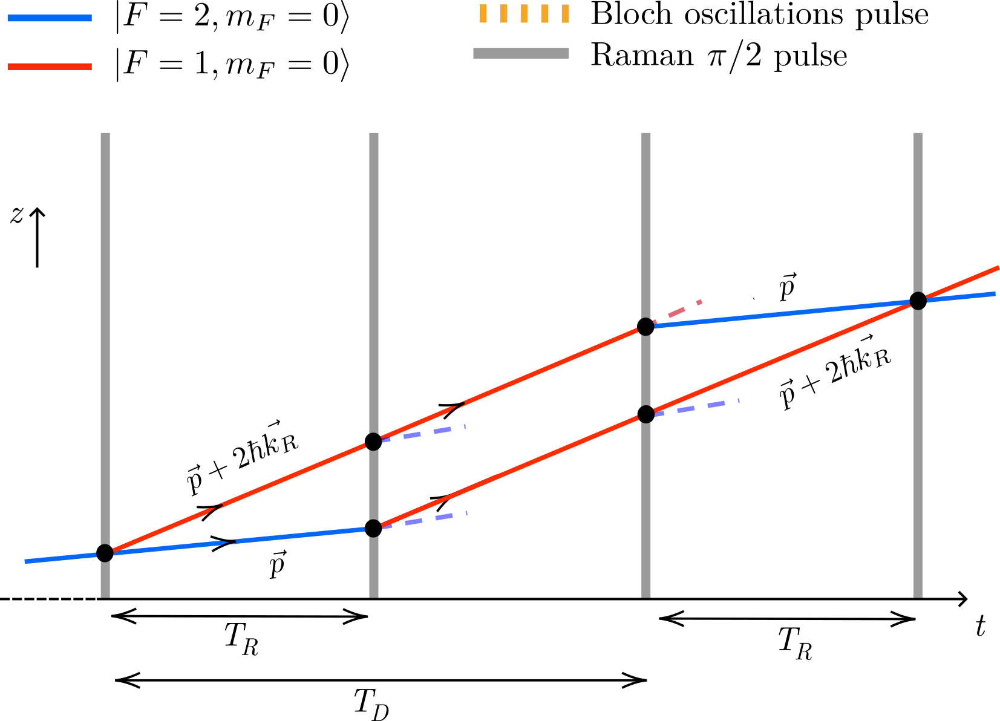 |F = 2, m_F = 0⟩
Bloch oscillations pulse
|F = 1, m_F = 0⟩
Raman π/2 pulse
z
p⃗
p⃗ + 2ℏk⃗_R
p⃗ + 2ℏk⃗_R
p⃗
t
T_R
T_R
T_D